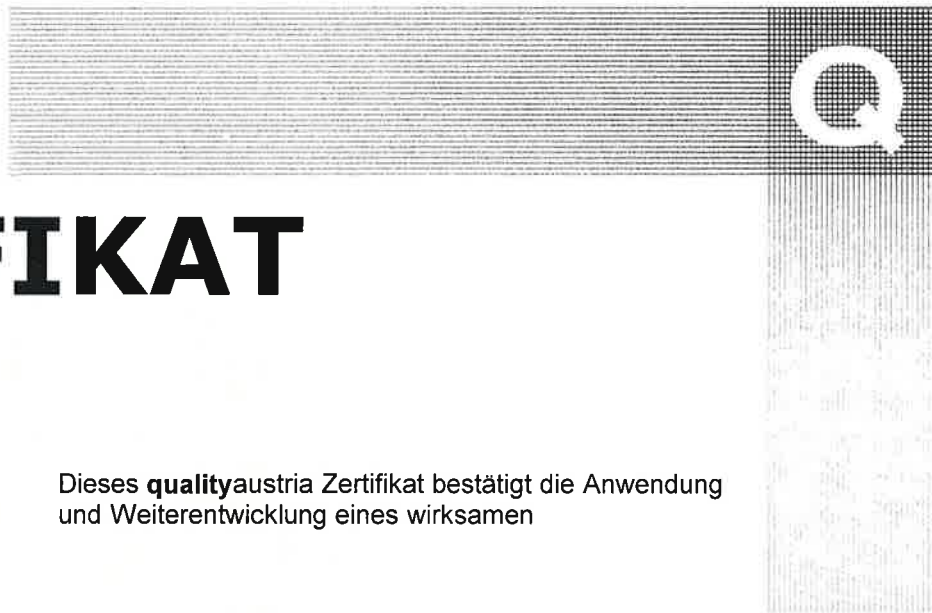 Q
FIKAT
Dieses qualityaustria Zertifikat bestätigt die Anwendung
und Weiterentwicklung eines wirksamen